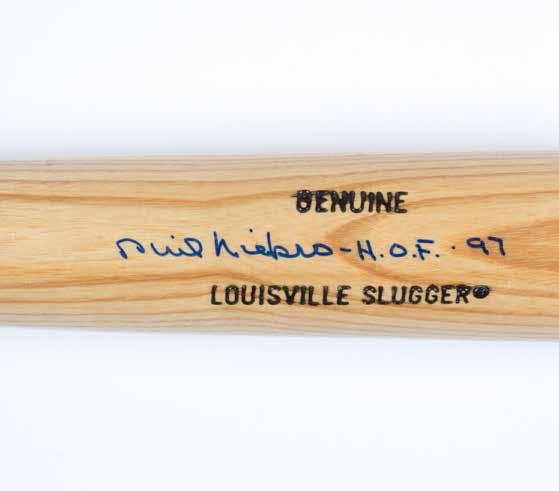 GENUINE
Phil Niekro - H.O.F. 97
LOUISVILLE SLUGGER®